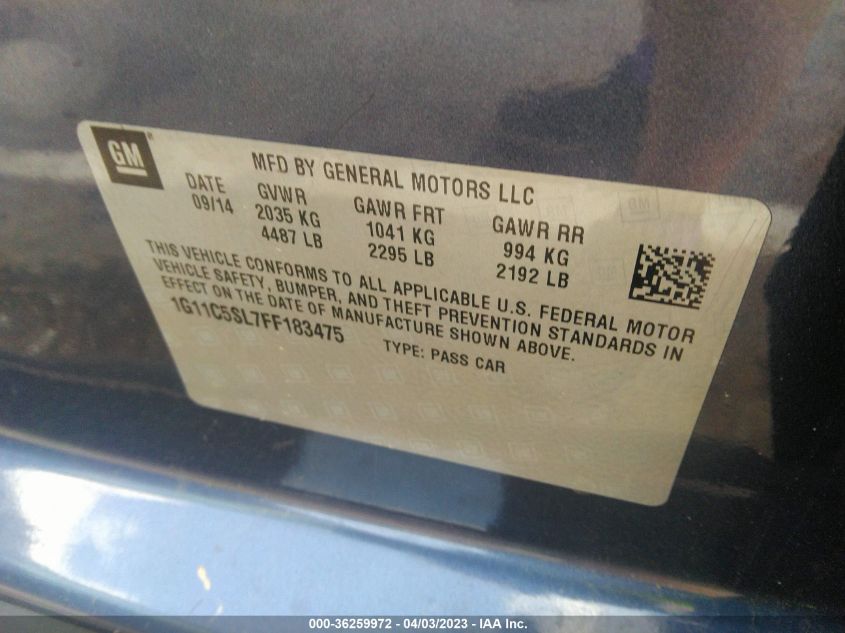 GM
MFD BY GENERAL MOTORS LLC
DATE GVWR GAWR FRT GAWR RR
09/14 2035 KG 1041 KG 994 KG
4487 LB 2295 LB 2192 LB
THIS VEHICLE CONFORMS TO ALL APPLICABLE U.S. FEDERAL MOTOR
VEHICLE SAFETY, BUMPER, AND THEFT PREVENTION STANDARDS IN
EFFECT ON THE DATE OF MANUFACTURE SHOWN ABOVE.
1G11C5SL7FF183475 TYPE: PASS CAR
000-36259972 - 04/03/2023 - IAA Inc.